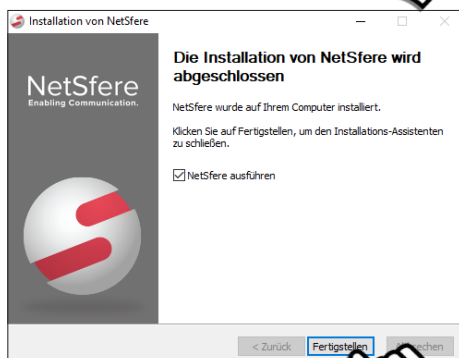 Installation von NetSfere
NetSfere
Enabling Communication.
Die Installation von NetSfere wird
abgeschlossen
NetSfere wurde auf Ihrem Computer installiert.
Klicken Sie auf Fertigstellen, um den Installations-Assistenten
zu schließen.
NetSfere ausführen
< Zurück Fertigstellen